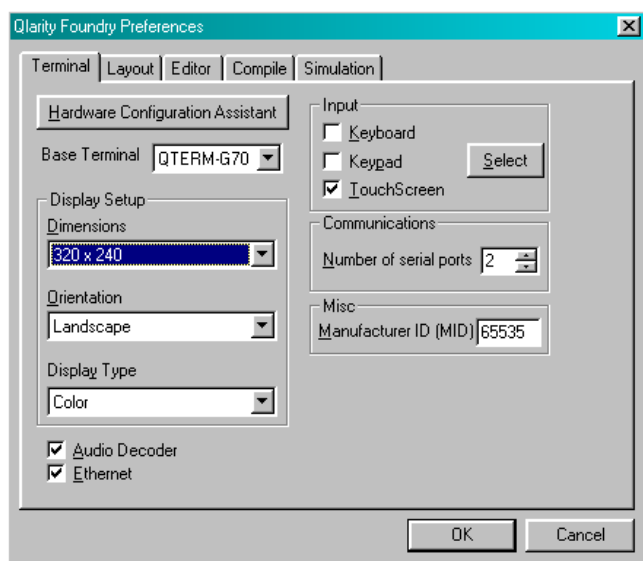 Qlarity Foundry Preferences
Terminal Layout Editor Compile Simulation
Hardware Configuration Assistant
Base Terminal QTERM-G70
Display Setup
Dimensions
320 x 240
Orientation
Landscape
Display Type
Color
Audio Decoder
Ethernet
Input
Keyboard
Keypad
Select
TouchScreen
Communications
Number of serial ports 2
Misc
Manufacturer ID (MID) 65535
OK Cancel